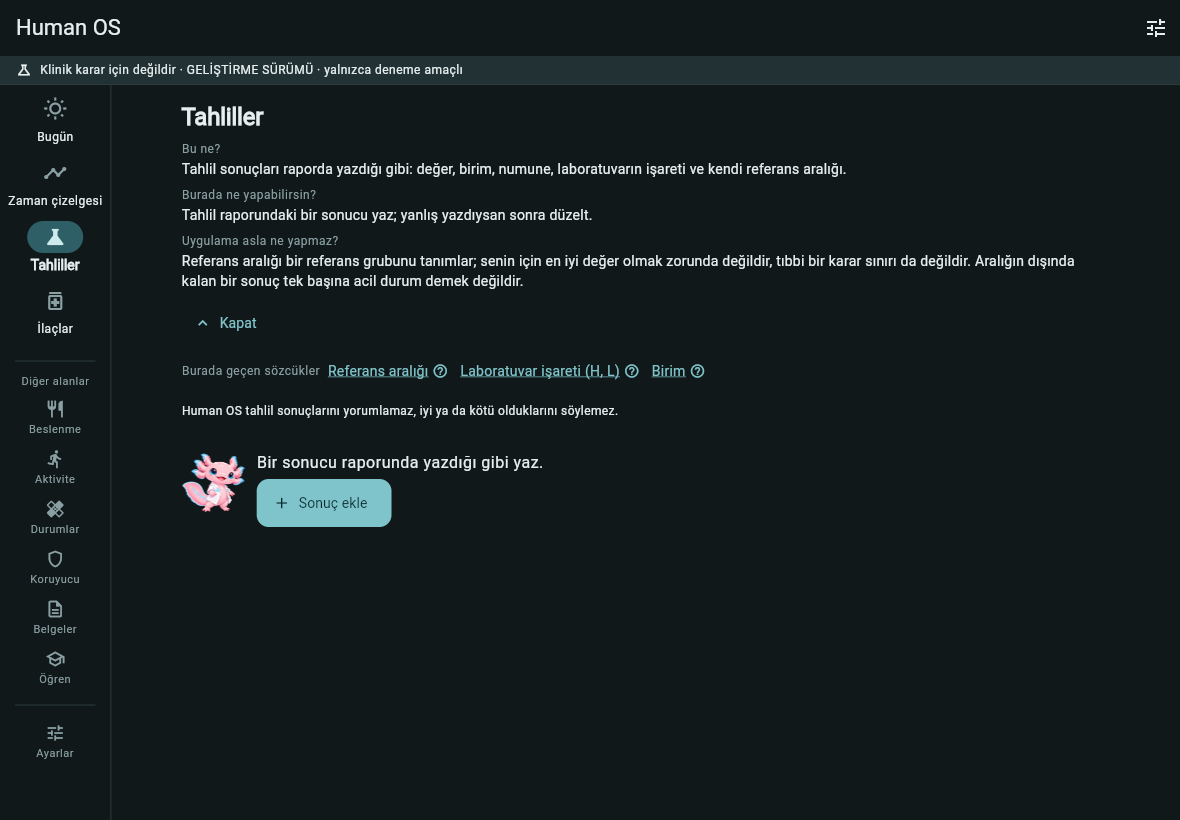 Human OS
Klinik karar için değildir · GELİŞTİRME SÜRÜMÜ · yalnızca deneme amaçlı
Bugün
Zaman çizelgesi
Tahliller
İlaçlar
Diğer alanlar
Beslenme
Aktivite
Durumlar
Koruyucu
Belgeler
Öğren
Ayarlar
Tahliller
Bu ne?
Tahlil sonuçları raporda yazdığı gibi: değer, birim, numune, laboratuvarın işareti ve kendi referans aralığı.
Burada ne yapabilirsin?
Tahlil raporundaki bir sonucu yaz; yanlış yazdıysan sonra düzelt.
Uygulama asla ne yapmaz?
Referans aralığı bir referans grubunu tanımlar; senin için en iyi değer olmak zorunda değildir, tıbbi bir karar sınırı da değildir. Aralığın dışında
kalan bir sonuç tek başına acil durum demek değildir.
Kapat
Burada geçen sözcükler Referans aralığı Laboratuvar işareti (H, L) Birim
Human OS tahlil sonuçlarını yorumlamaz, iyi ya da kötü olduklarını söylemez.
Bir sonucu raporunda yazdığı gibi yaz.
+ Sonuç ekle